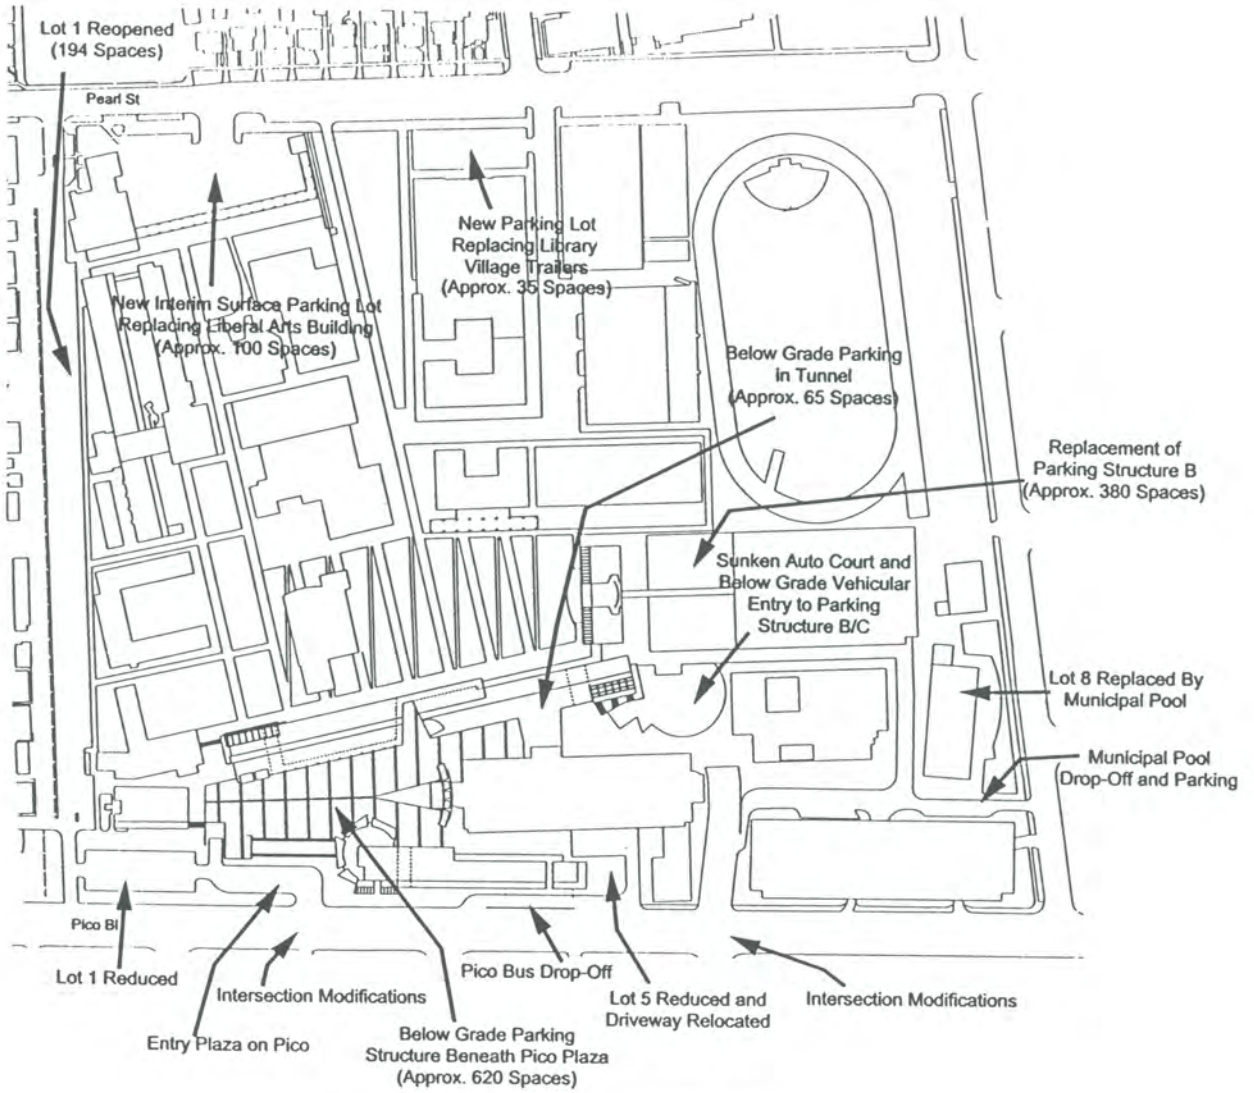 Lot 1 Reopened
(194 Spaces)
Pearl St
New Parking Lot
Replacing Library
Village Trailers
(Approx. 35 Spaces)
New Interim Surface Parking Lot
Replacing Liberal Arts Building
(Approx. 100 Spaces)
Below Grade Parking
in Tunnel
(Approx. 65 Spaces)
Replacement of
Parking Structure B
(Approx. 380 Spaces)
Sunken Auto Court and
Below Grade Vehicular
Entry to Parking
Structure B/C
Lot 8 Replaced By
Municipal Pool
Municipal Pool
Drop-Off and Parking
Pico Bl
Lot 1 Reduced
Intersection Modifications
Pico Bus Drop-Off
Lot 5 Reduced and
Driveway Relocated
Intersection Modifications
Entry Plaza on Pico
Below Grade Parking
Structure Beneath Pico Plaza
(Approx. 620 Spaces)